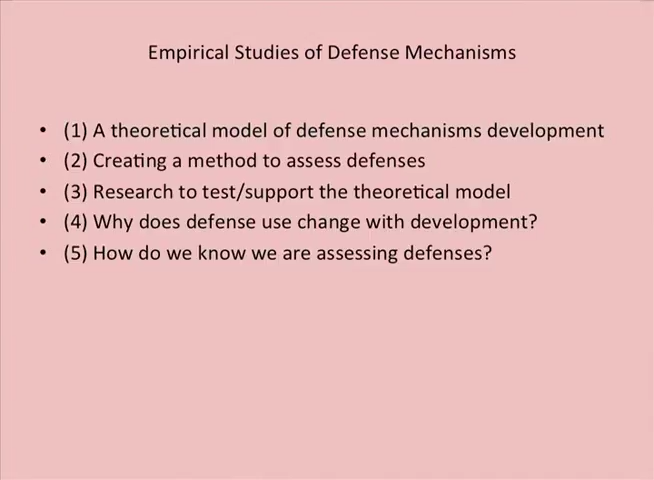 Empirical Studies of Defense Mechanisms
• (1) A theoretical model of defense mechanisms development
• (2) Creating a method to assess defenses
• (3) Research to test/support the theoretical model
• (4) Why does defense use change with development?
• (5) How do we know we are assessing defenses?